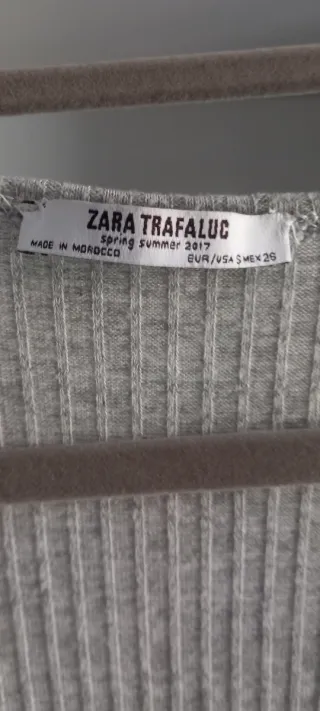 ZARA TRAFALUC
spring summer 2017
MADE IN MOROCCO
EUR/USA S MEX 26